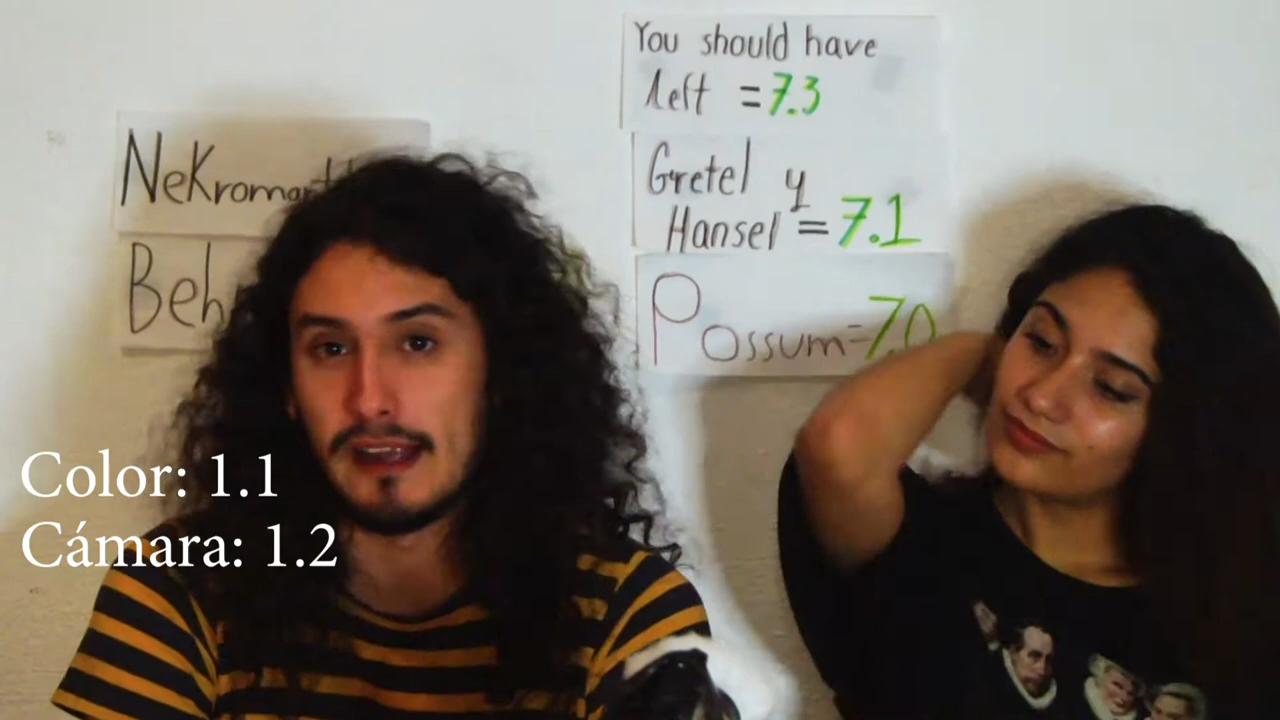 You should have
left = 7.3
Gretel y
Hansel = 7.1
Possum = 7.0
Color: 1.1
Cámara: 1.2